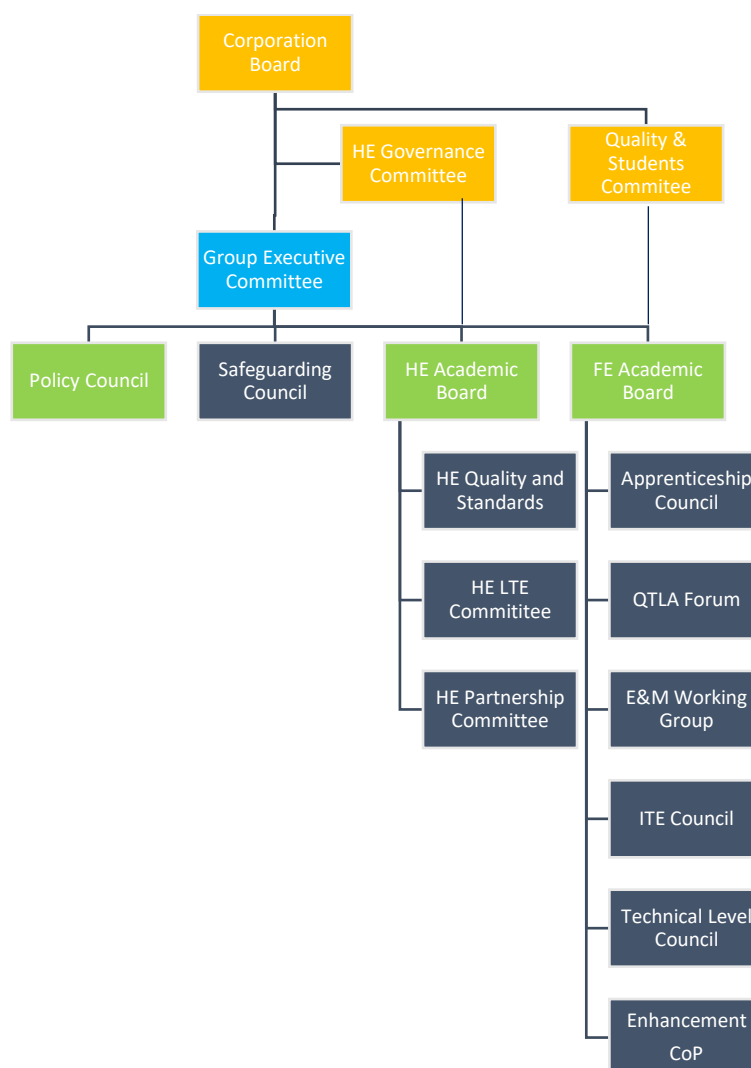 Corporation
Board
HE Governance
Committee
Quality &
Students
Commitee
Group Executive
Committee
Policy Council
Safeguarding
Council
HE Academic
Board
FE Academic
Board
HE Quality and
Standards
Apprenticeship
Council
HE LTE
Commititee
QTLA Forum
HE Partnership
Committee
E&M Working
Group
ITE Council
Technical Level
Council
Enhancement
CoP